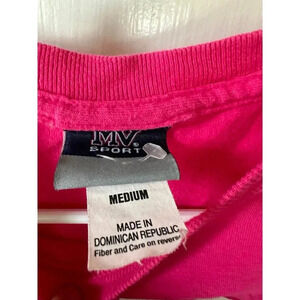 MV®
SPORT
MEDIUM
MADE IN
DOMINICAN REPUBLIC
Fiber and Care on reverse